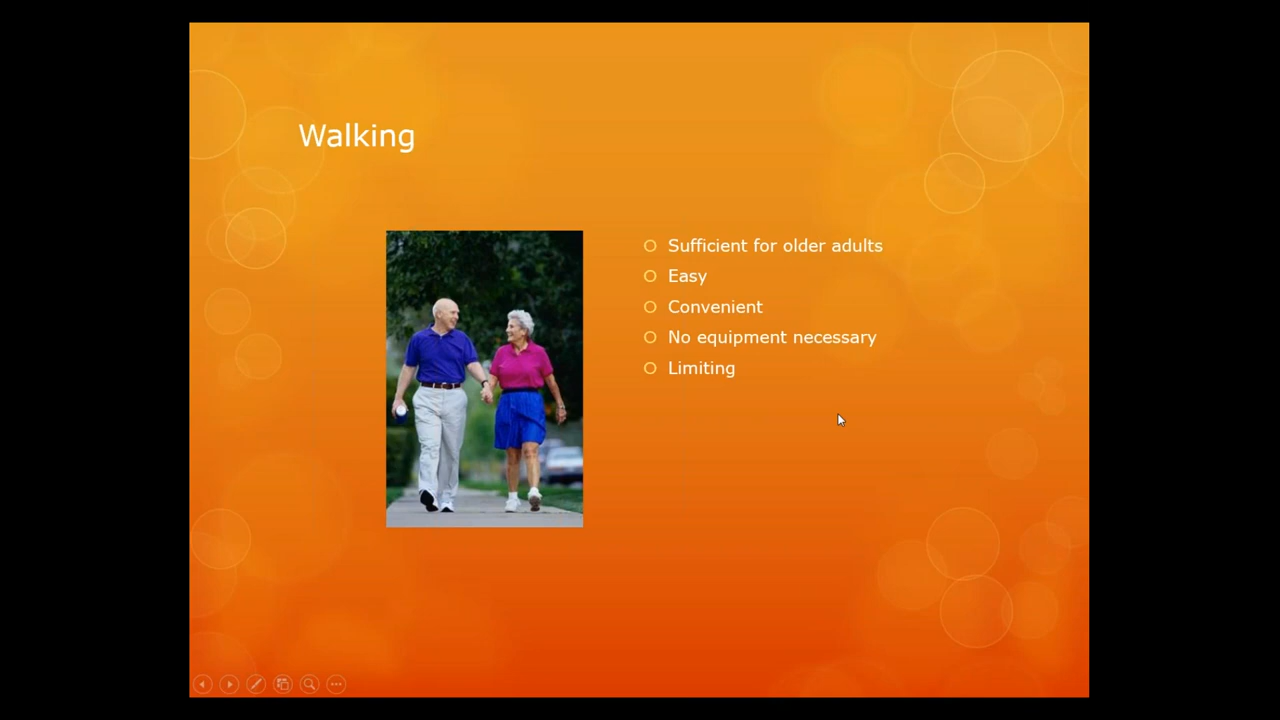 Walking
Sufficient for older adults
Easy
Convenient
No equipment necessary
Limiting